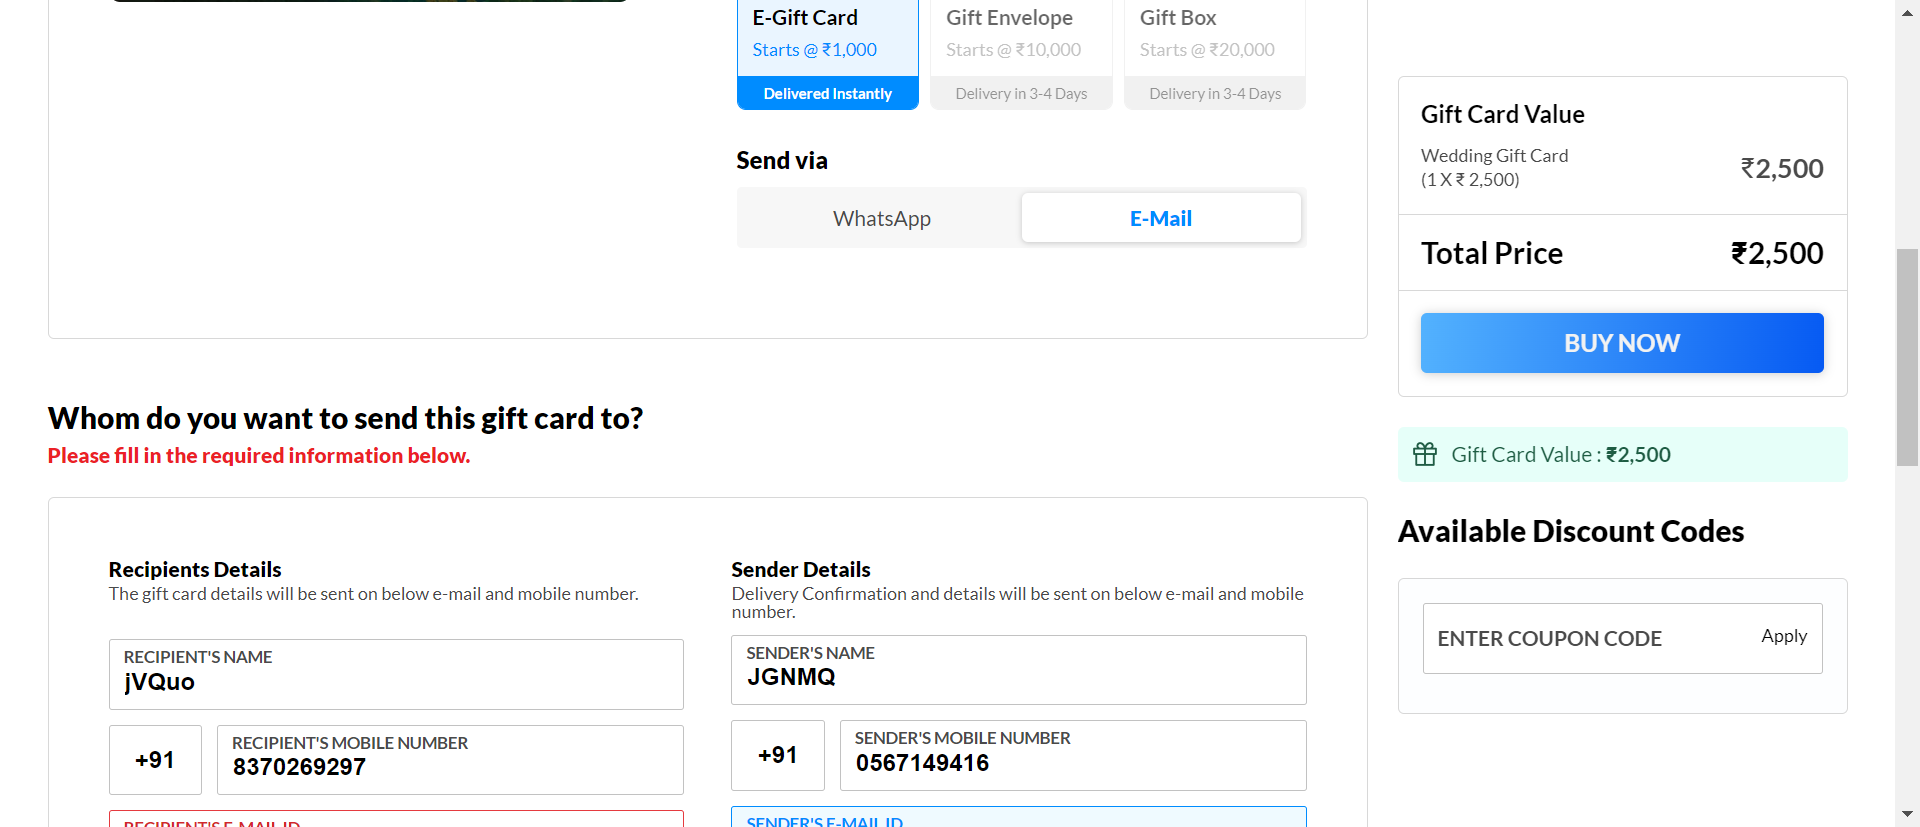 E-Gift Card
Starts @ ₹1,000
Delivered Instantly
Gift Envelope
Starts @ ₹10,000
Delivery in 3-4 Days
Gift Box
Starts @ ₹20,000
Delivery in 3-4 Days
Send via
WhatsApp
E-Mail
Gift Card Value
Wedding Gift Card
(1 X ₹ 2,500)
₹2,500
Total Price
₹2,500
BUY NOW
Gift Card Value : ₹2,500
Available Discount Codes
ENTER COUPON CODE
Apply
Whom do you want to send this gift card to?
Please fill in the required information below.
Recipients Details
The gift card details will be sent on below e-mail and mobile number.
RECIPIENT'S NAME
jVQuo
+91
RECIPIENT'S MOBILE NUMBER
8370269297
RECIPIENT'S E-MAIL ID
Sender Details
Delivery Confirmation and details will be sent on below e-mail and mobile
number.
SENDER'S NAME
JGNMQ
+91
SENDER'S MOBILE NUMBER
0567149416
SENDER'S E-MAIL ID